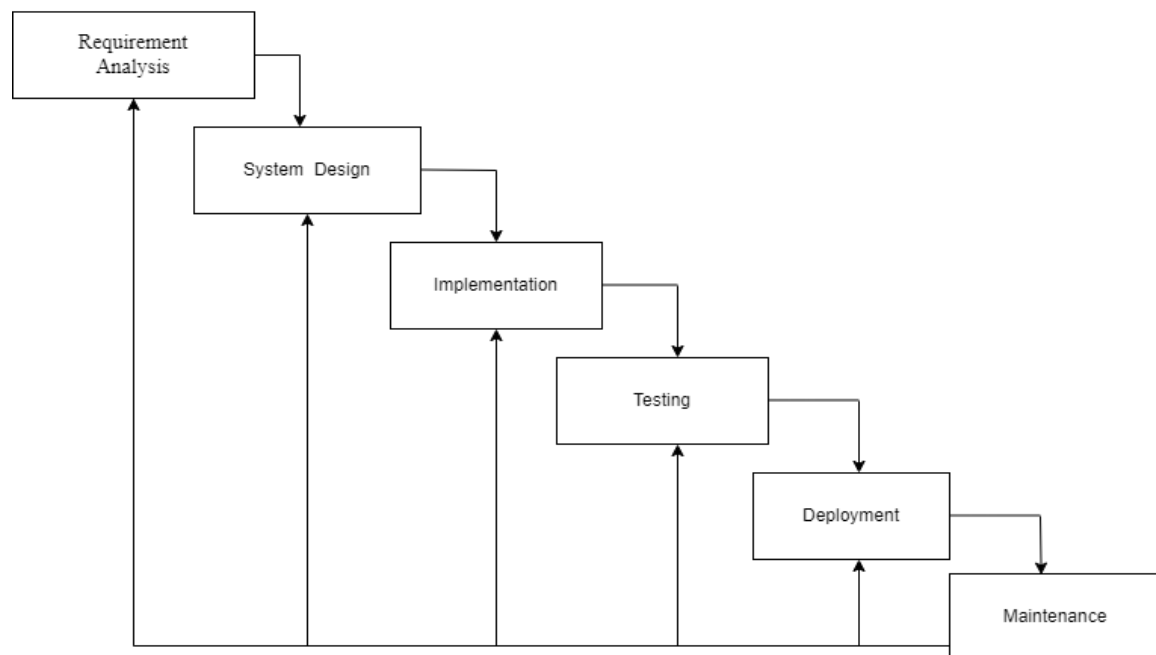 Requirement
Analysis
System Design
Implementation
Testing
Deployment
Maintenance